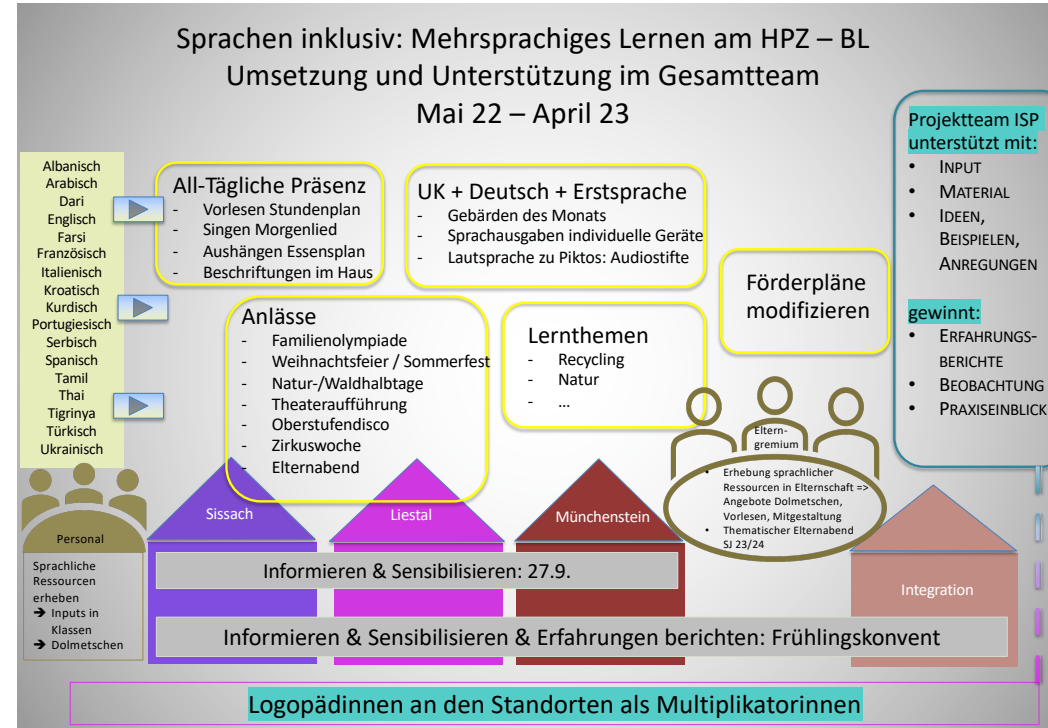 Sprachen inklusiv: Mehrsprachiges Lernen am HPZ – BL
Umsetzung und Unterstützung im Gesamtteam
Mai 22 – April 23
Albanisch
Arabisch
Dari
Englisch
Farsi
Französisch
Italienisch
Kroatisch
Kurdisch
Portugiesisch
Serbisch
Spanisch
Tamil
Thai
Tigrinya
Türkisch
Ukrainisch
All-Tägliche Präsenz
- Vorlesen Stundenplan
- Singen Morgenlied
- Aushängen Essensplan
- Beschriftungen im Haus
UK + Deutsch + Erstsprache
- Gebärden des Monats
- Sprachausgaben individuelle Geräte
- Lautsprache zu Piktos: Audiostifte
Anlässe
- Familienolympiade
- Weihnachtsfeier / Sommerfest
- Natur-/Waldhalbtage
- Theateraufführung
- Oberstufendisco
- Zirkuswoche
- Elternabend
Lernthemen
- Recycling
- Natur
- ...
Förderpläne
modifizieren
Projektteam ISP
unterstützt mit:
• INPUT
• MATERIAL
• IDEEN,
BEISPIELEN,
ANREGUNGEN
gewinnt:
• ERFAHRUNGS-
BERICHTE
• BEOBACHTUNG
• PRAXISEINBLICK
Eltern-
gremium
• Erhebung sprachlicher
Ressourcen in Elternschaft =>
Angebote Dolmetschen,
Vorlesen, Mitgestaltung
• Thematischer Elternabend
SJ 23/24
Personal
Sprachliche
Ressourcen
erheben
➔ Inputs in
Klassen
➔ Dolmetschen
Sissach
Liestal
Münchenstein
Integration
Informieren & Sensibilisieren: 27.9.
Informieren & Sensibilisieren & Erfahrungen berichten: Frühlingskonvent
Logopädinnen an den Standorten als Multiplikatorinnen